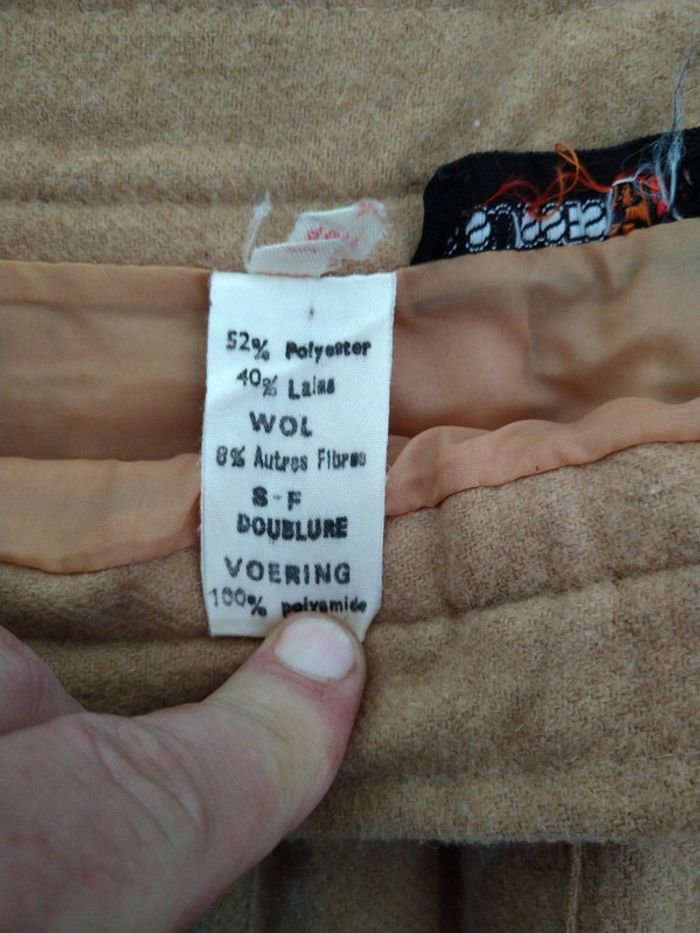 52% Polyester
40% Laine
WOL
8% Autres Fibres
S-F
DOUBLURE
VOERING
100% polyamide